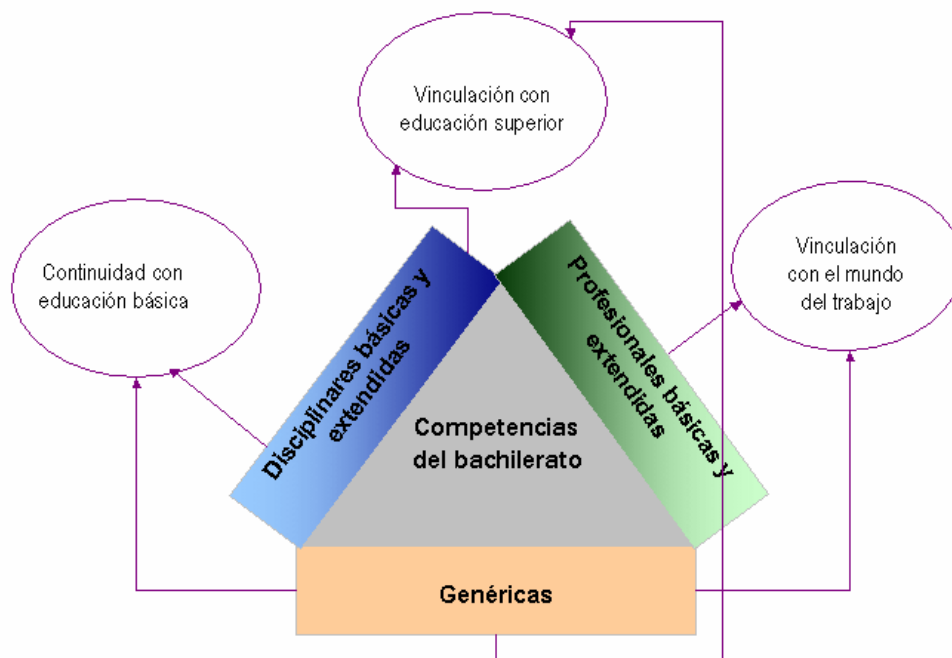 Vinculación con
educación superior
Continuidad con
educación básica
Vinculación
con el mundo
del trabajo
Disciplinares básicas y
extendidas
Profesionales básicas y
extendidas
Competencias
del bachilerato
Genéricas